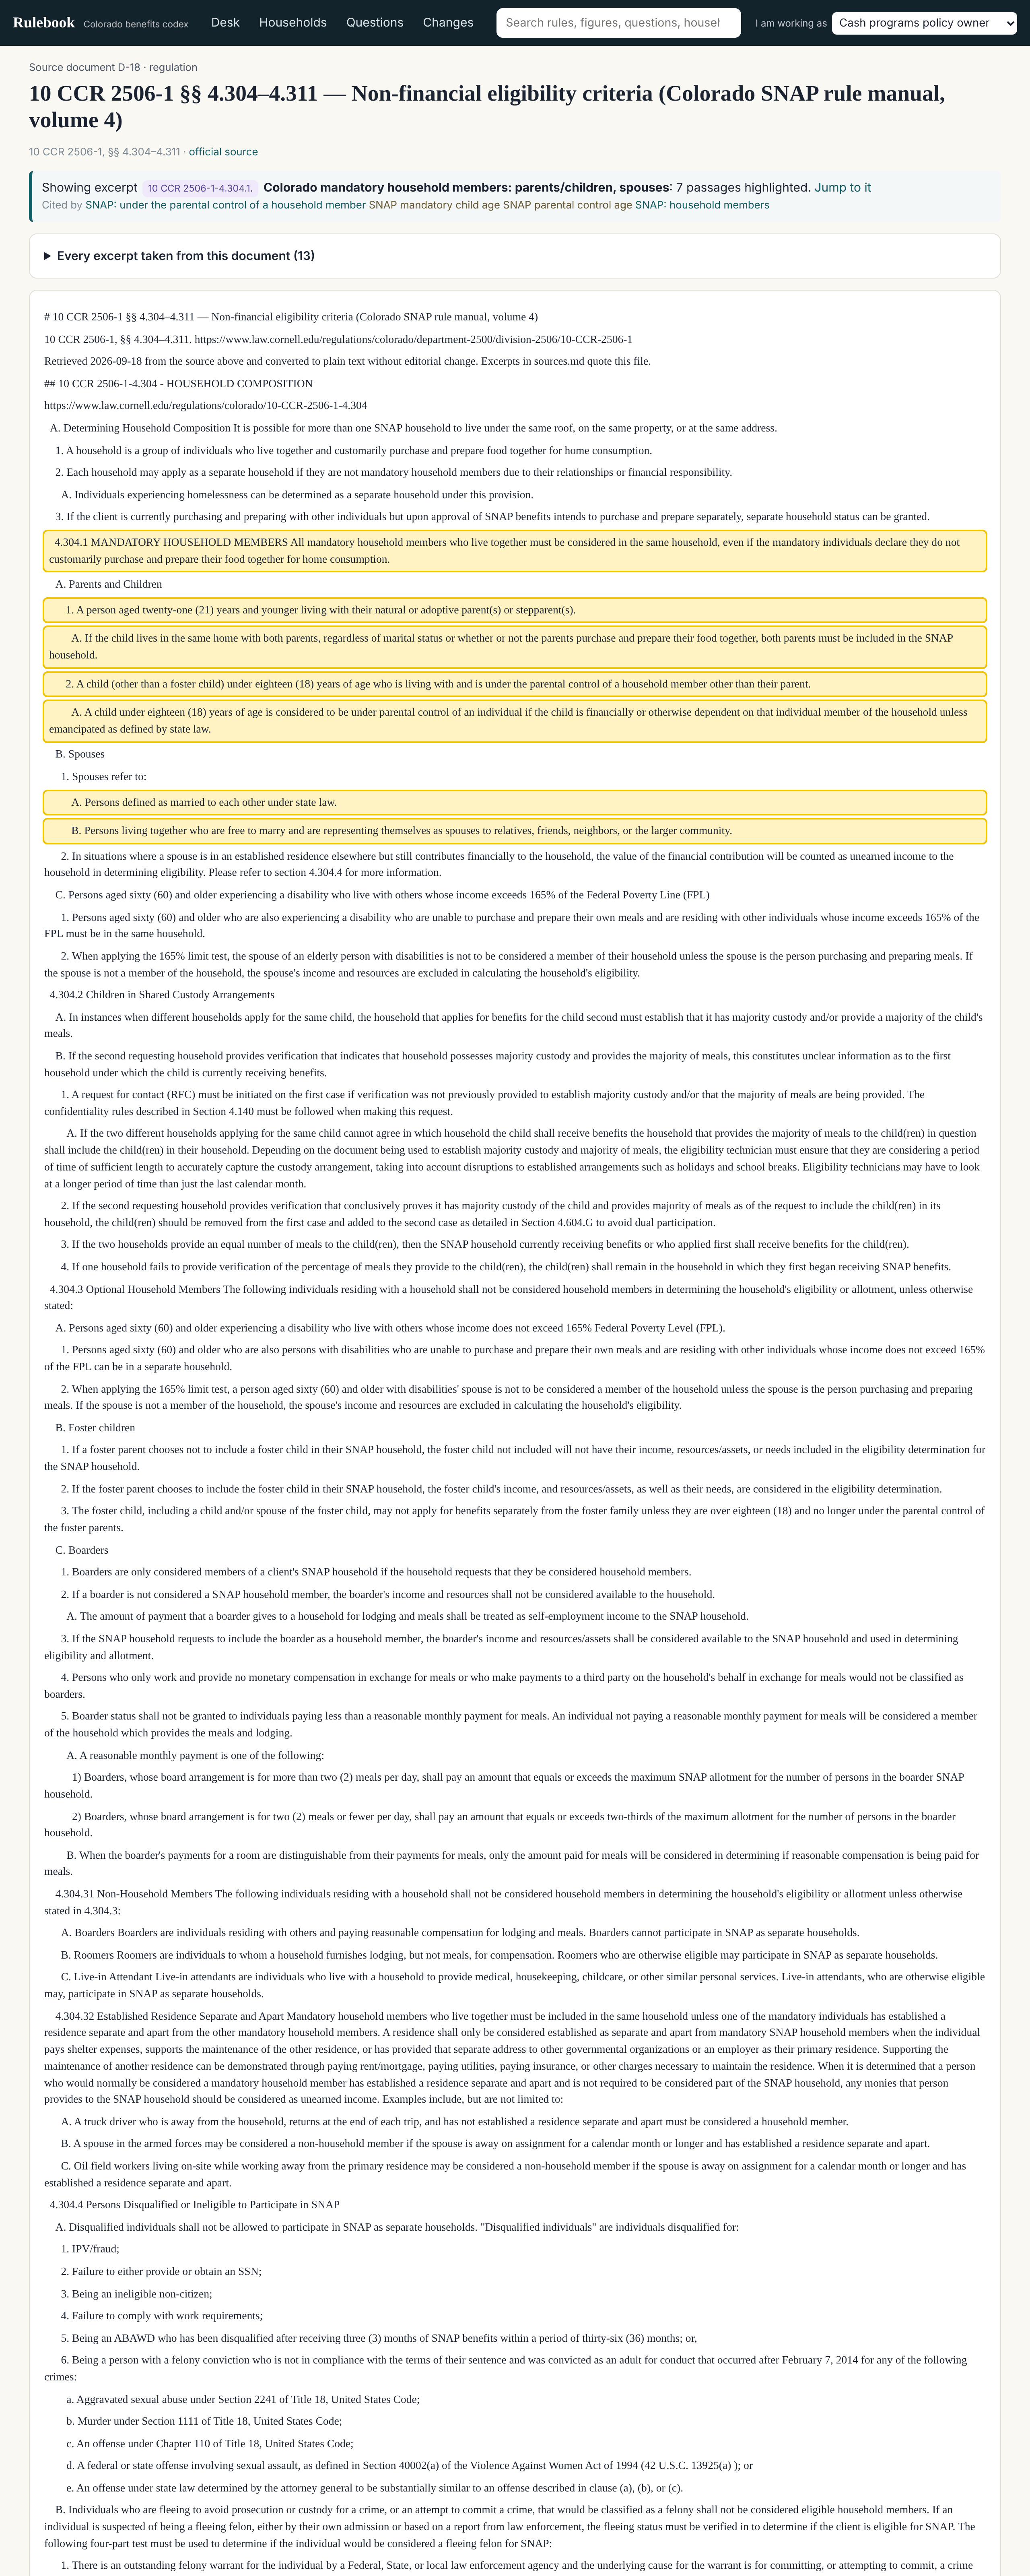 Rulebook Colorado benefits codex Desk Households Questions Changes Search rules, figures, questions, househ I am working as Cash programs policy owner
Source document D-18 · regulation
10 CCR 2506-1 §§ 4.304–4.311 — Non-financial eligibility criteria (Colorado SNAP rule manual,
volume 4)
10 CCR 2506-1, §§ 4.304–4.311 · official source
Showing excerpt 10 CCR 2506-1-4.304.1. Colorado mandatory household members: parents/children, spouses: 7 passages highlighted. Jump to it
Cited by SNAP: under the parental control of a household member SNAP mandatory child age SNAP parental control age SNAP: household members
▶ Every excerpt taken from this document (13)
# 10 CCR 2506-1 §§ 4.304–4.311 — Non-financial eligibility criteria (Colorado SNAP rule manual, volume 4)
10 CCR 2506-1, §§ 4.304–4.311. https://www.law.cornell.edu/regulations/colorado/department-2500/division-2506/10-CCR-2506-1
Retrieved 2026-09-18 from the source above and converted to plain text without editorial change. Excerpts in sources.md quote this file.
## 10 CCR 2506-1-4.304 - HOUSEHOLD COMPOSITION
https://www.law.cornell.edu/regulations/colorado/10-CCR-2506-1-4.304
A. Determining Household Composition It is possible for more than one SNAP household to live under the same roof, on the same property, or at the same address.
1. A household is a group of individuals who live together and customarily purchase and prepare food together for home consumption.
2. Each household may apply as a separate household if they are not mandatory household members due to their relationships or financial responsibility.
A. Individuals experiencing homelessness can be determined as a separate household under this provision.
3. If the client is currently purchasing and preparing with other individuals but upon approval of SNAP benefits intends to purchase and prepare separately, separate household status can be granted.
4.304.1 MANDATORY HOUSEHOLD MEMBERS All mandatory household members who live together must be considered in the same household, even if the mandatory individuals declare they do not
customarily purchase and prepare their food together for home consumption.
A. Parents and Children
1. A person aged twenty-one (21) years and younger living with their natural or adoptive parent(s) or stepparent(s).
A. If the child lives in the same home with both parents, regardless of marital status or whether or not the parents purchase and prepare their food together, both parents must be included in the SNAP
household.
2. A child (other than a foster child) under eighteen (18) years of age who is living with and is under the parental control of a household member other than their parent.
A. A child under eighteen (18) years of age is considered to be under parental control of an individual if the child is financially or otherwise dependent on that individual member of the household unless
emancipated as defined by state law.
B. Spouses
1. Spouses refer to:
A. Persons defined as married to each other under state law.
B. Persons living together who are free to marry and are representing themselves as spouses to relatives, friends, neighbors, or the larger community.
2. In situations where a spouse is in an established residence elsewhere but still contributes financially to the household, the value of the financial contribution will be counted as unearned income to the
household in determining eligibility. Please refer to section 4.304.4 for more information.
C. Persons aged sixty (60) and older experiencing a disability who live with others whose income exceeds 165% of the Federal Poverty Line (FPL)
1. Persons aged sixty (60) and older who are also experiencing a disability who are unable to purchase and prepare their own meals and are residing with other individuals whose income exceeds 165% of the
FPL must be in the same household.
2. When applying the 165% limit test, the spouse of an elderly person with disabilities is not to be considered a member of their household unless the spouse is the person purchasing and preparing meals. If
the spouse is not a member of the household, the spouse's income and resources are excluded in calculating the household's eligibility.
4.304.2 Children in Shared Custody Arrangements
A. In instances when different households apply for the same child, the household that applies for benefits for the child second must establish that it has majority custody and/or provide a majority of the child's
meals.
B. If the second requesting household provides verification that indicates that household possesses majority custody and provides the majority of meals, this constitutes unclear information as to the first
household under which the child is currently receiving benefits.
1. A request for contact (RFC) must be initiated on the first case if verification was not previously provided to establish majority custody and/or that the majority of meals are being provided. The
confidentiality rules described in Section 4.140 must be followed when making this request.
A. If the two different households applying for the same child cannot agree in which household the child shall receive benefits the household that provides the majority of meals to the child(ren) in question
shall include the child(ren) in their household. Depending on the document being used to establish majority custody and majority of meals, the eligibility technician must ensure that they are considering a period
of time of sufficient length to accurately capture the custody arrangement, taking into account disruptions to established arrangements such as holidays and school breaks. Eligibility technicians may have to look
at a longer period of time than just the last calendar month.
2. If the second requesting household provides verification that conclusively proves it has majority custody of the child and provides majority of meals as of the request to include the child(ren) in its
household, the child(ren) should be removed from the first case and added to the second case as detailed in Section 4.604.G to avoid dual participation.
3. If the two households provide an equal number of meals to the child(ren), then the SNAP household currently receiving benefits or who applied first shall receive benefits for the child(ren).
4. If one household fails to provide verification of the percentage of meals they provide to the child(ren), the child(ren) shall remain in the household in which they first began receiving SNAP benefits.
4.304.3 Optional Household Members The following individuals residing with a household shall not be considered household members in determining the household's eligibility or allotment, unless otherwise
stated:
A. Persons aged sixty (60) and older experiencing a disability who live with others whose income does not exceed 165% Federal Poverty Level (FPL).
1. Persons aged sixty (60) and older who are also persons with disabilities who are unable to purchase and prepare their own meals and are residing with other individuals whose income does not exceed 165%
of the FPL can be in a separate household.
2. When applying the 165% limit test, a person aged sixty (60) and older with disabilities' spouse is not to be considered a member of the household unless the spouse is the person purchasing and preparing
meals. If the spouse is not a member of the household, the spouse's income and resources are excluded in calculating the household's eligibility.
B. Foster children
1. If a foster parent chooses not to include a foster child in their SNAP household, the foster child not included will not have their income, resources/assets, or needs included in the eligibility determination for
the SNAP household.
2. If the foster parent chooses to include the foster child in their SNAP household, the foster child's income, and resources/assets, as well as their needs, are considered in the eligibility determination.
3. The foster child, including a child and/or spouse of the foster child, may not apply for benefits separately from the foster family unless they are over eighteen (18) and no longer under the parental control of
the foster parents.
C. Boarders
1. Boarders are only considered members of a client's SNAP household if the household requests that they be considered household members.
2. If a boarder is not considered a SNAP household member, the boarder's income and resources shall not be considered available to the household.
A. The amount of payment that a boarder gives to a household for lodging and meals shall be treated as self-employment income to the SNAP household.
3. If the SNAP household requests to include the boarder as a household member, the boarder's income and resources/assets shall be considered available to the SNAP household and used in determining
eligibility and allotment.
4. Persons who only work and provide no monetary compensation in exchange for meals or who make payments to a third party on the household's behalf in exchange for meals would not be classified as
boarders.
5. Boarder status shall not be granted to individuals paying less than a reasonable monthly payment for meals. An individual not paying a reasonable monthly payment for meals will be considered a member
of the household which provides the meals and lodging.
A. A reasonable monthly payment is one of the following:
1) Boarders, whose board arrangement is for more than two (2) meals per day, shall pay an amount that equals or exceeds the maximum SNAP allotment for the number of persons in the boarder SNAP
household.
2) Boarders, whose board arrangement is for two (2) meals or fewer per day, shall pay an amount that equals or exceeds two-thirds of the maximum allotment for the number of persons in the boarder
household.
B. When the boarder's payments for a room are distinguishable from their payments for meals, only the amount paid for meals will be considered in determining if reasonable compensation is being paid for
meals.
4.304.31 Non-Household Members The following individuals residing with a household shall not be considered household members in determining the household's eligibility or allotment unless otherwise
stated in 4.304.3:
A. Boarders Boarders are individuals residing with others and paying reasonable compensation for lodging and meals. Boarders cannot participate in SNAP as separate households.
B. Roomers Roomers are individuals to whom a household furnishes lodging, but not meals, for compensation. Roomers who are otherwise eligible may participate in SNAP as separate households.
C. Live-in Attendant Live-in attendants are individuals who live with a household to provide medical, housekeeping, childcare, or other similar personal services. Live-in attendants, who are otherwise eligible
may, participate in SNAP as separate households.
4.304.32 Established Residence Separate and Apart Mandatory household members who live together must be included in the same household unless one of the mandatory individuals has established a
residence separate and apart from the other mandatory household members. A residence shall only be considered established as separate and apart from mandatory SNAP household members when the individual
pays shelter expenses, supports the maintenance of the other residence, or has provided that separate address to other governmental organizations or an employer as their primary residence. Supporting the
maintenance of another residence can be demonstrated through paying rent/mortgage, paying utilities, paying insurance, or other charges necessary to maintain the residence. When it is determined that a person
who would normally be considered a mandatory household member has established a residence separate and apart and is not required to be considered part of the SNAP household, any monies that person
provides to the SNAP household should be considered as unearned income. Examples include, but are not limited to:
A. A truck driver who is away from the household, returns at the end of each trip, and has not established a residence separate and apart must be considered a household member.
B. A spouse in the armed forces may be considered a non-household member if the spouse is away on assignment for a calendar month or longer and has established a residence separate and apart.
C. Oil field workers living on-site while working away from the primary residence may be considered a non-household member if the spouse is away on assignment for a calendar month or longer and has
established a residence separate and apart.
4.304.4 Persons Disqualified or Ineligible to Participate in SNAP
A. Disqualified individuals shall not be allowed to participate in SNAP as separate households. "Disqualified individuals" are individuals disqualified for:
1. IPV/fraud;
2. Failure to either provide or obtain an SSN;
3. Being an ineligible non-citizen;
4. Failure to comply with work requirements;
5. Being an ABAWD who has been disqualified after receiving three (3) months of SNAP benefits within a period of thirty-six (36) months; or,
6. Being a person with a felony conviction who is not in compliance with the terms of their sentence and was convicted as an adult for conduct that occurred after February 7, 2014 for any of the following
crimes:
a. Aggravated sexual abuse under Section 2241 of Title 18, United States Code;
b. Murder under Section 1111 of Title 18, United States Code;
c. An offense under Chapter 110 of Title 18, United States Code;
d. A federal or state offense involving sexual assault, as defined in Section 40002(a) of the Violence Against Women Act of 1994 (42 U.S.C. 13925(a) ); or
e. An offense under state law determined by the attorney general to be substantially similar to an offense described in clause (a), (b), or (c).
B. Individuals who are fleeing to avoid prosecution or custody for a crime, or an attempt to commit a crime, that would be classified as a felony shall not be considered eligible household members. If an
individual is suspected of being a fleeing felon, either by their own admission or based on a report from law enforcement, the fleeing status must be verified in to determine if the client is eligible for SNAP. The
following four-part test must be used to determine if the individual would be considered a fleeing felon for SNAP:
1. There is an outstanding felony warrant for the individual by a Federal, State, or local law enforcement agency and the underlying cause for the warrant is for committing, or attempting to commit, a crime